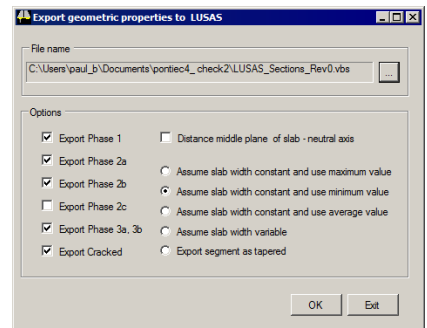 Export geometric properties to LUSAS
File name
C:\Users\paul_b\Documents\pontiec4_check2\LUSAS_Sections_Rev0.vbs
...
Options
Export Phase 1
Distance middle plane of slab - neutral axis
Export Phase 2a
Assume slab width constant and use maximum value
Export Phase 2b
Assume slab width constant and use minimum value
Export Phase 2c
Assume slab width constant and use average value
Export Phase 3a, 3b
Assume slab width variable
Export Cracked
Export segment as tapered
OK
Exit